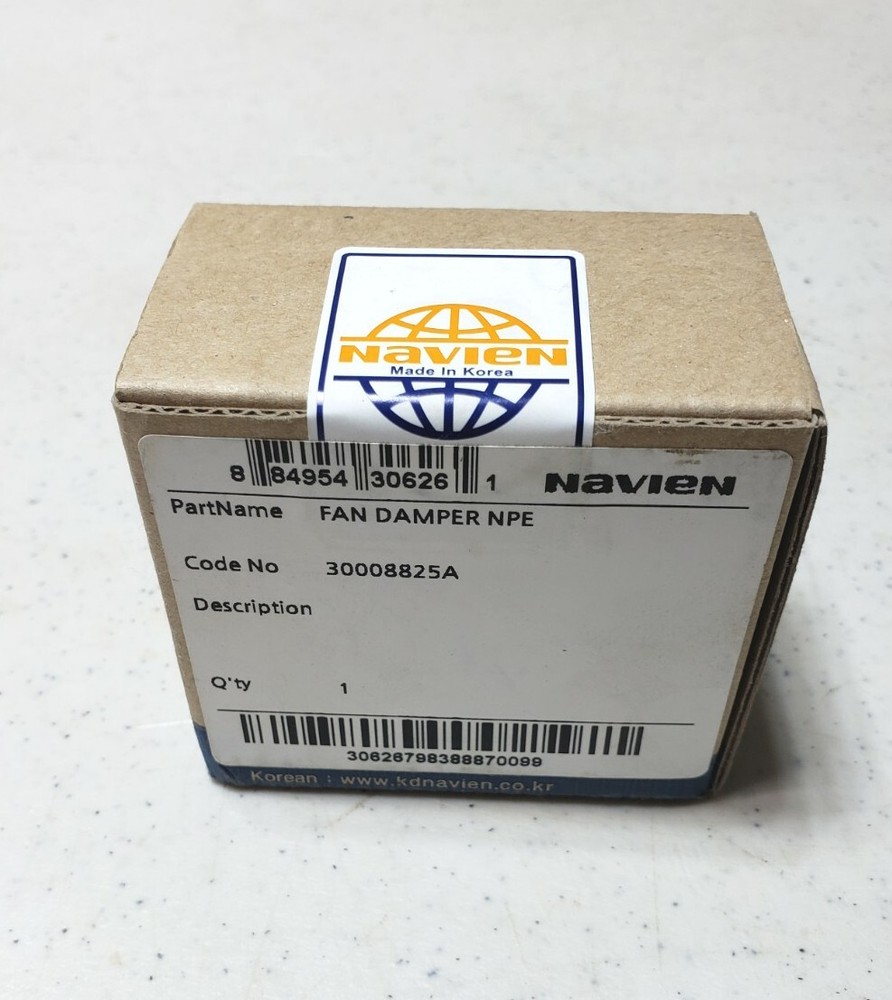 NAVIEN
Made In Korea
8 84954 30626 1 NAVIEN
PartName FAN DAMPER NPE
Code No 30008825A
Description
Q'ty 1
30626798388870099
Korean : www.kdnavien.co.kr